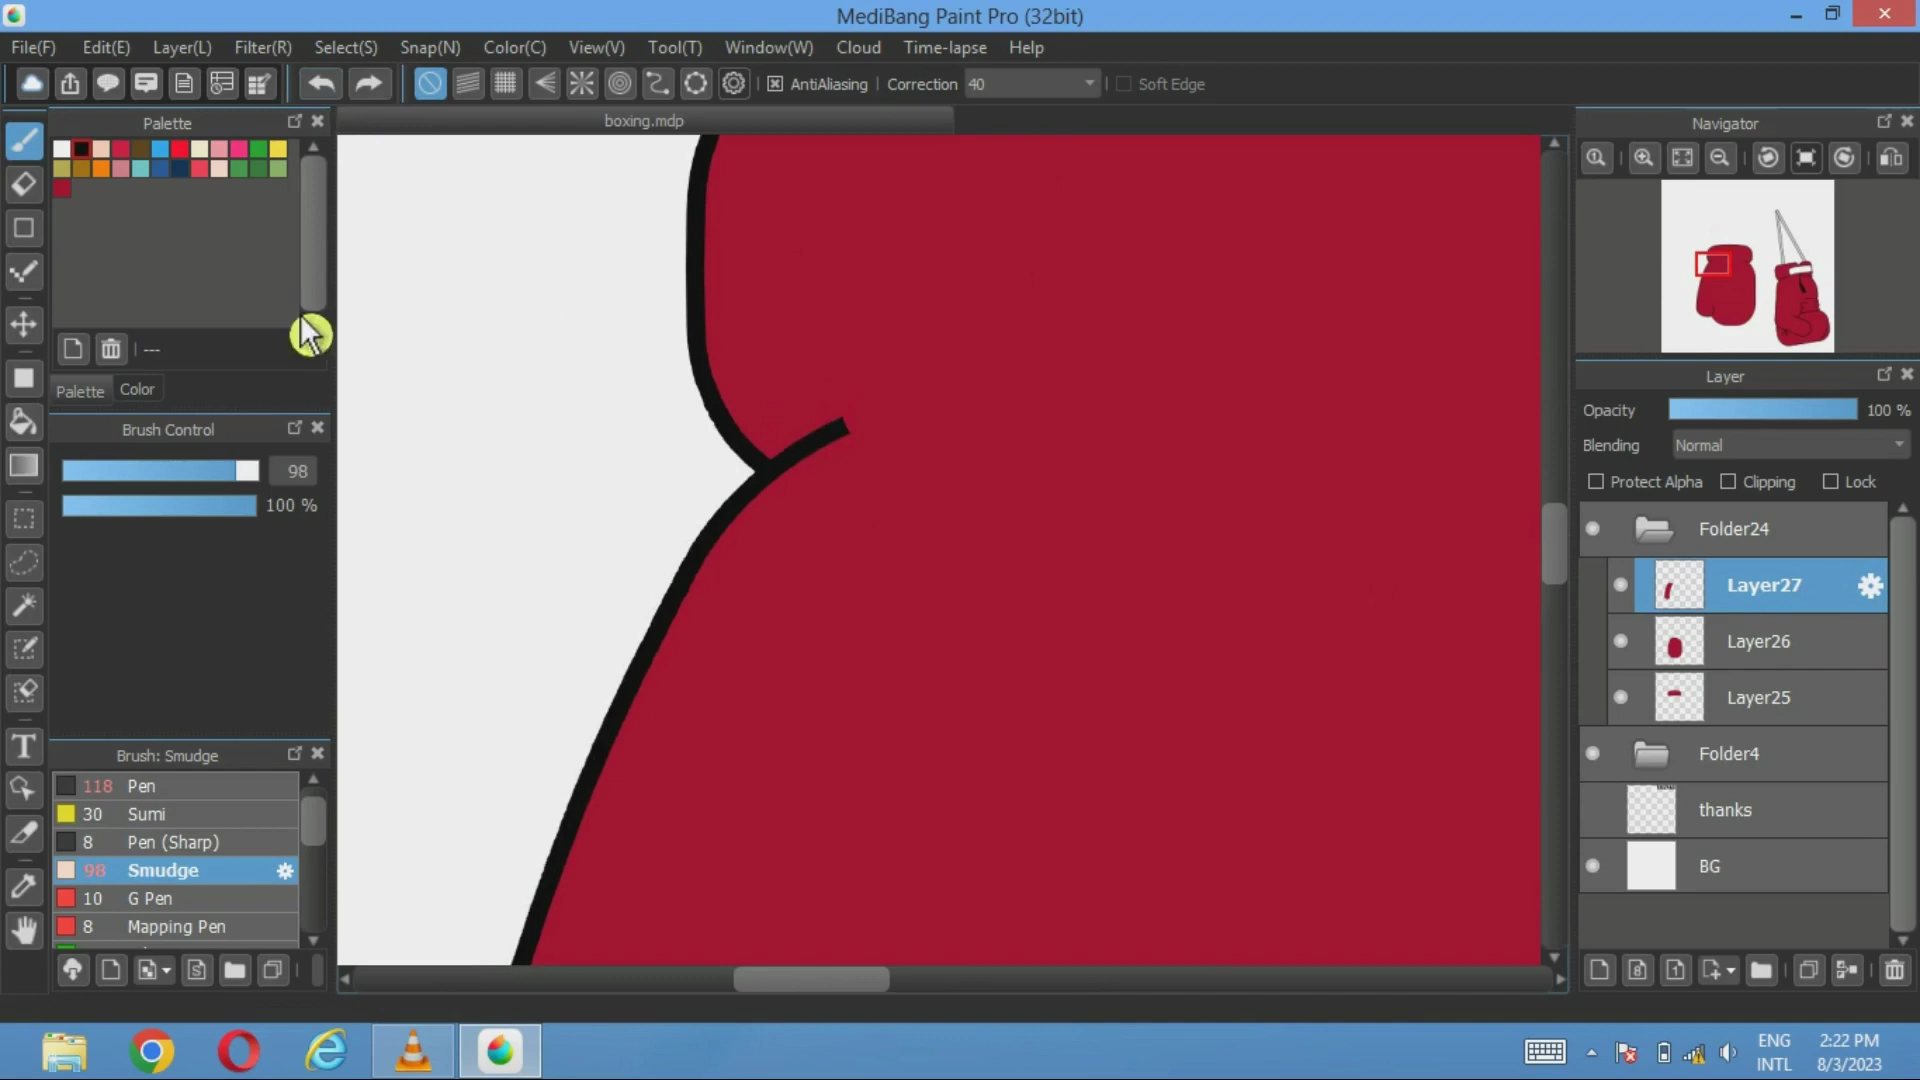 MediBang Paint Pro (32bit)
File(F) Edit(E) Layer(L) Filter(R) Select(S) Snap(N) Color(C) View(V) Tool(T) Window(W) Cloud Time-lapse Help
AntiAliasing Correction 40 Soft Edge
Palette
boxing.mdp
Navigator
---
Palette Color
Brush Control
98
100 %
Brush: Smudge
118 Pen
30 Sumi
8 Pen (Sharp)
98 Smudge
10 G Pen
8 Mapping Pen
Layer
Opacity 100 %
Blending Normal
Protect Alpha Clipping Lock
Folder24
Layer27
Layer26
Layer25
Folder4
thanks
BG
ENG
INTL
2:22 PM
8/3/2023